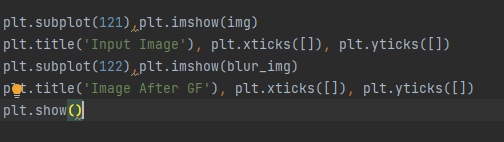 plt.subplot(121),plt.imshow(img)
plt.title('Input Image'), plt.xticks([]), plt.yticks([])
plt.subplot(122),plt.imshow(blur_img)
plt.title('Image After GF'), plt.xticks([]), plt.yticks([])
plt.show()